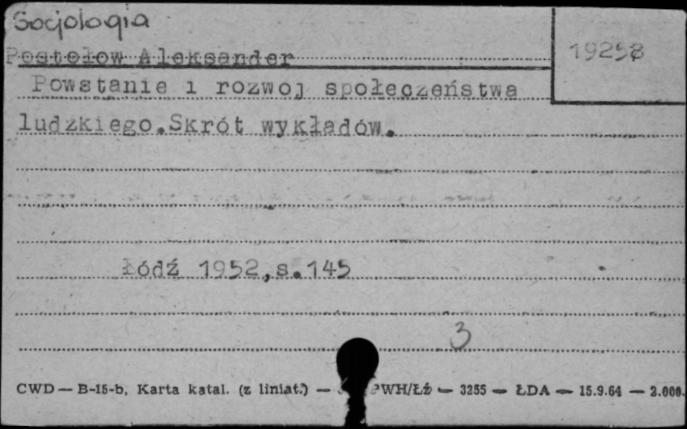 Socjologia
Postołow Aleksander
19258
Powstanie i rozwoj społeczeństwa
ludzkiego.Skrót wykładów.
Łódź 1952,s.145
3
CWD — B-15-b, Karta katal. (z liniat.) — PWH/Łź — 3255 — ŁDA — 15.9.64 — 2.000.